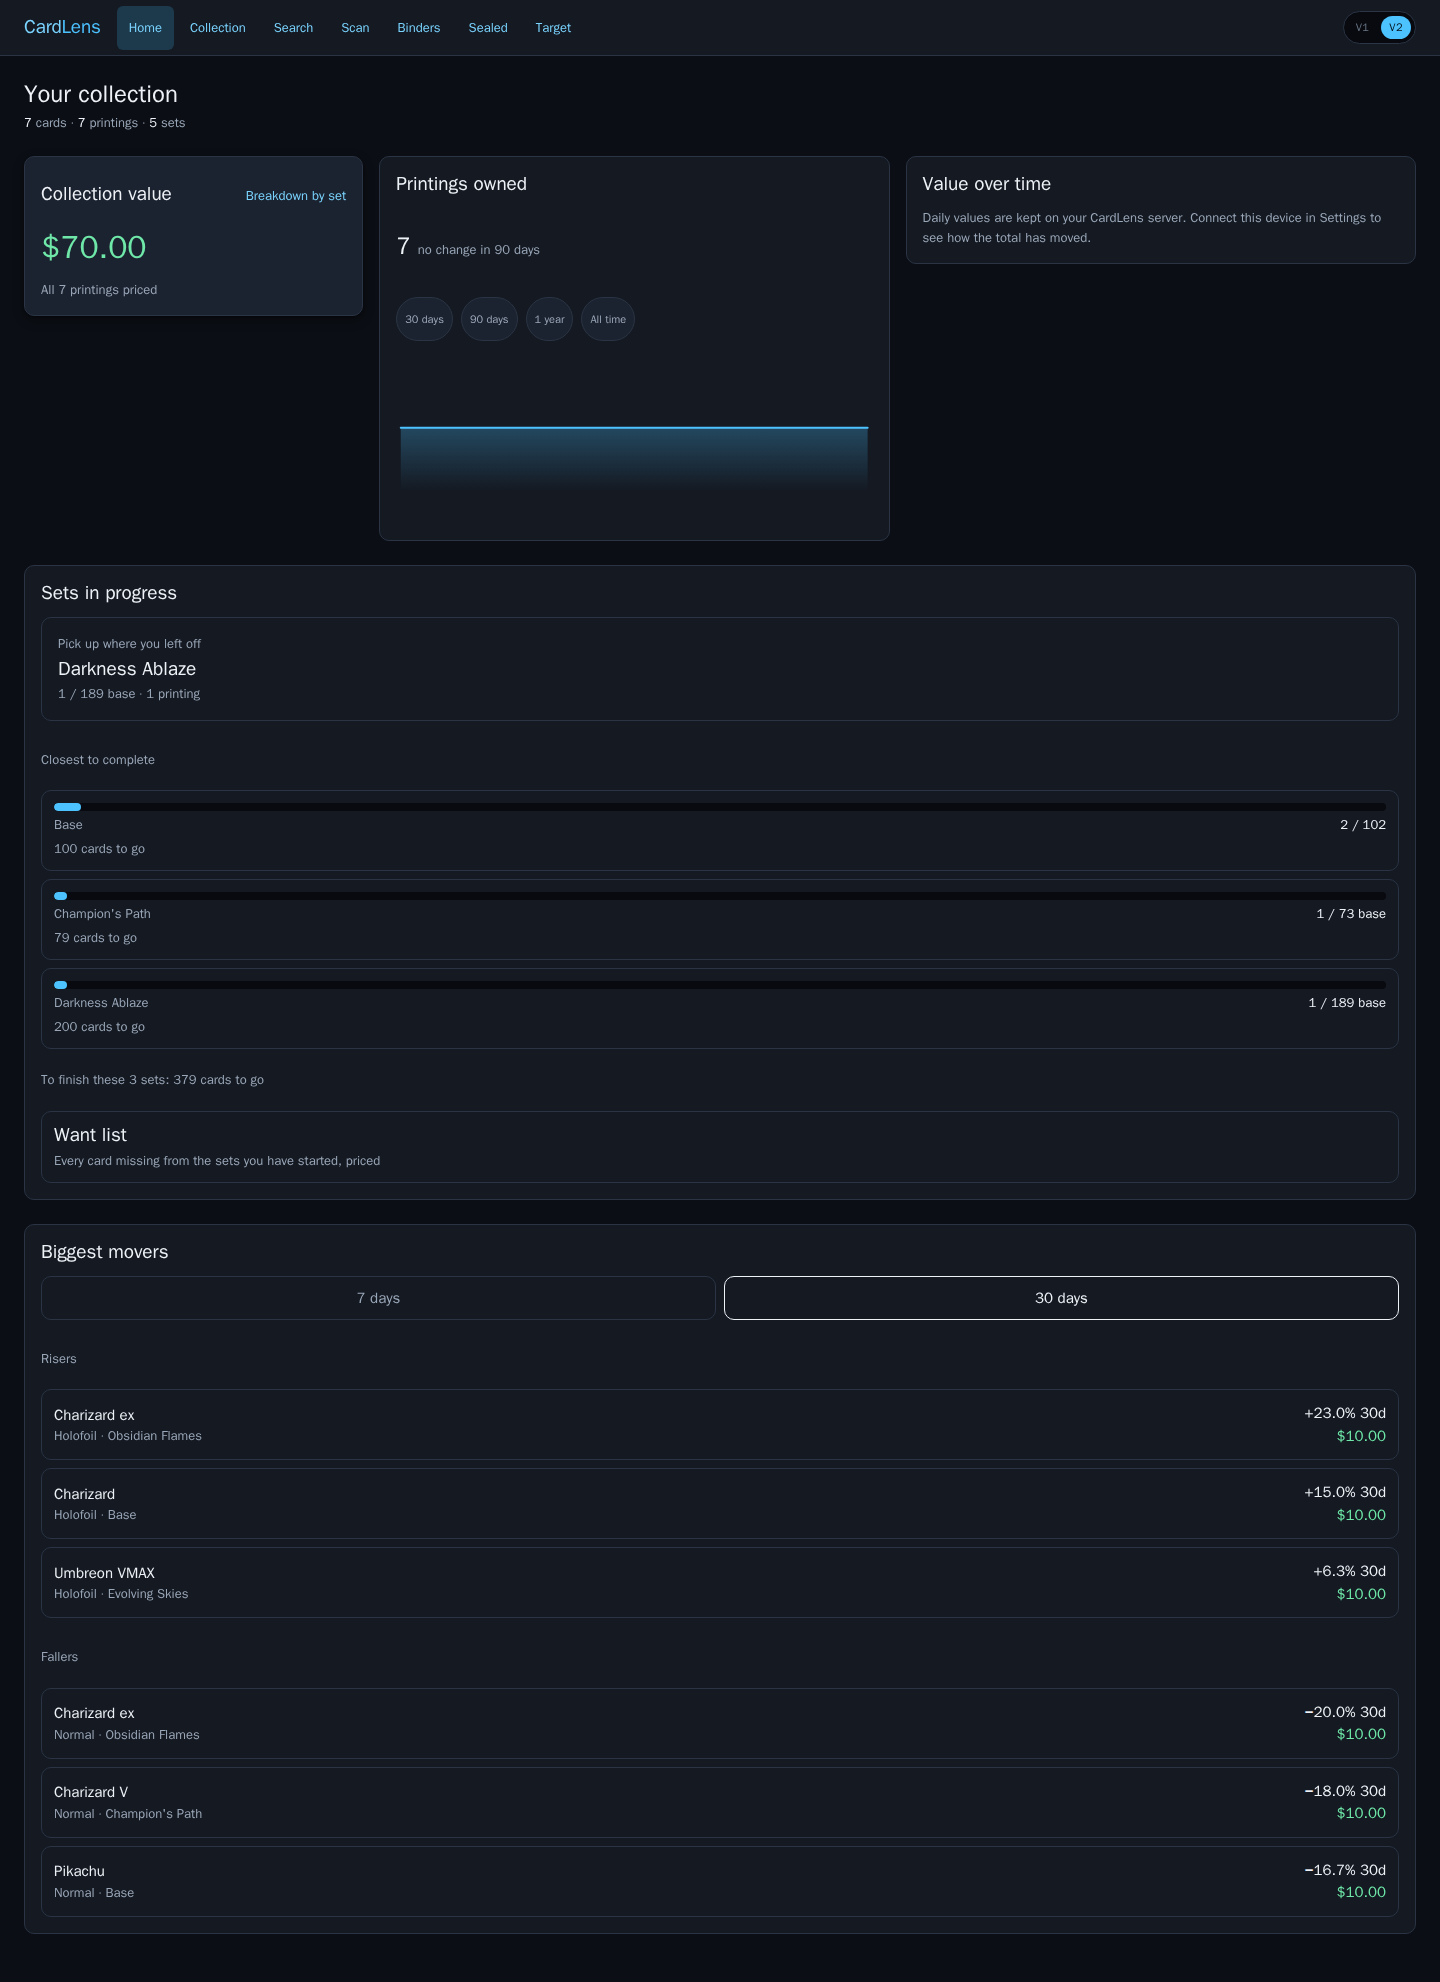 CardLens Home Collection Search Scan Binders Sealed Target V1 V2
Your collection
7 cards · 7 printings · 5 sets
Collection value Breakdown by set
$70.00
All 7 printings priced
Printings owned
7 no change in 90 days
30 days 90 days 1 year All time
Value over time
Daily values are kept on your CardLens server. Connect this device in Settings to
see how the total has moved.
Sets in progress
Pick up where you left off
Darkness Ablaze
1 / 189 base · 1 printing
Closest to complete
Base 2 / 102
100 cards to go
Champion's Path 1 / 73 base
79 cards to go
Darkness Ablaze 1 / 189 base
200 cards to go
To finish these 3 sets: 379 cards to go
Want list
Every card missing from the sets you have started, priced
Biggest movers
7 days 30 days
Risers
Charizard ex +23.0% 30d
Holofoil · Obsidian Flames $10.00
Charizard +15.0% 30d
Holofoil · Base $10.00
Umbreon VMAX +6.3% 30d
Holofoil · Evolving Skies $10.00
Fallers
Charizard ex −20.0% 30d
Normal · Obsidian Flames $10.00
Charizard V −18.0% 30d
Normal · Champion's Path $10.00
Pikachu −16.7% 30d
Normal · Base $10.00